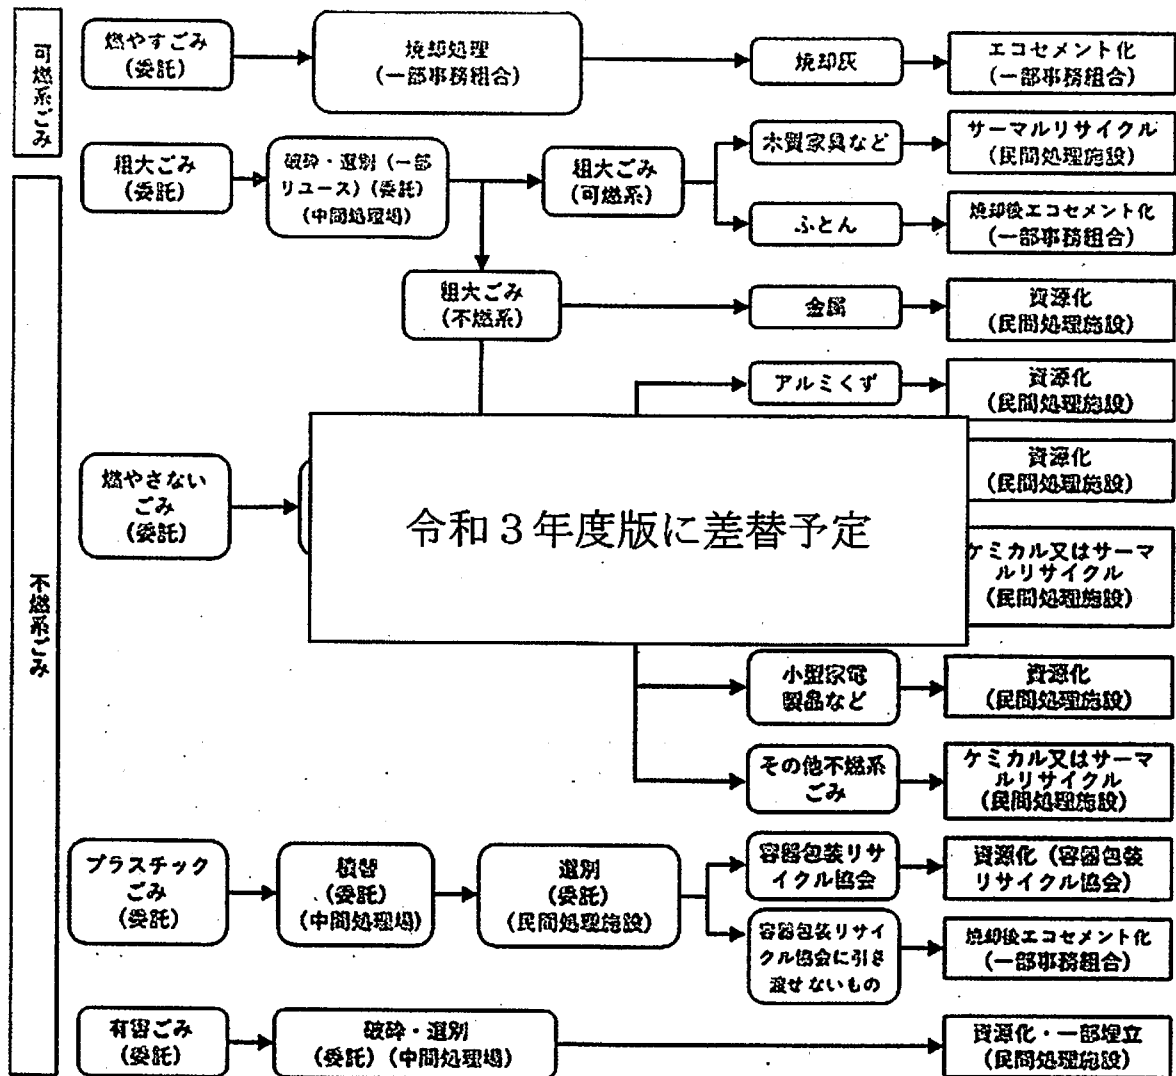 可燃系ごみ
燃やすごみ
(委託)
焼却処理
(一部事務組合)
焼却灰
エコセメント化
(一部事務組合)
粗大ごみ
(委託)
破砕・選別(一部
リユース)(委託)
(中間処理場)
粗大ごみ
(可燃系)
木質家具など
サーマルリサイクル
(民間処理施設)
ふとん
焼却後エコセメント化
(一部事務組合)
粗大ごみ
(不燃系)
金属
資源化
(民間処理施設)
アルミくず
資源化
(民間処理施設)
不燃系ごみ
燃やさない
ごみ
(委託)
令和3年度版に差替予定
資源化
(民間処理施設)
ケミカル又はサーマ
ルリサイクル
(民間処理施設)
小型家電
製品など
資源化
(民間処理施設)
その他不燃系
ごみ
ケミカル又はサーマ
ルリサイクル
(民間処理施設)
プラスチック
ごみ
(委託)
積替
(委託)
(中間処理場)
選別
(委託)
(民間処理施設)
容器包装リサ
イクル協会
資源化(容器包装
リサイクル協会)
容器包装リサイ
クル協会に引き
渡せないもの
焼却後エコセメント化
(一部事務組合)
有害ごみ
(委託)
破砕・選別
(委託)(中間処理場)
資源化・一部埋立
(民間処理施設)